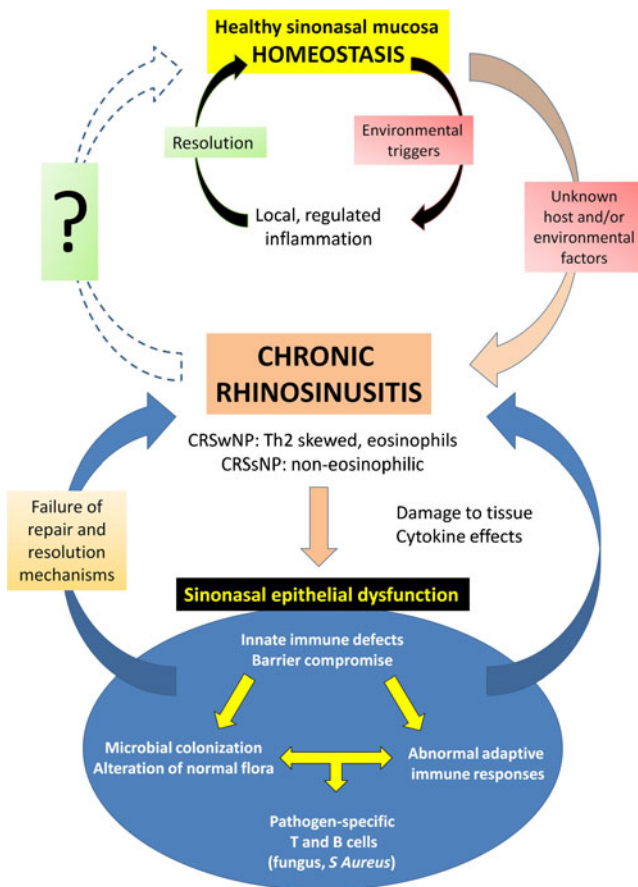 Healthy sinonasal mucosa
HOMEOSTASIS
Resolution
Environmental
triggers
Local, regulated
inflammation
?
Unknown
host and/or
environmental
factors
CHRONIC
RHINOSINUSITIS
CRSwNP: Th2 skewed, eosinophils
CRSsNP: non-eosinophilic
Failure of
repair and
resolution
mechanisms
Damage to tissue
Cytokine effects
Sinonasal epithelial dysfunction
Innate immune defects
Barrier compromise
Microbial colonization
Alteration of normal flora
Abnormal adaptive
immune responses
Pathogen-specific
T and B cells
(fungus, S Aureus)